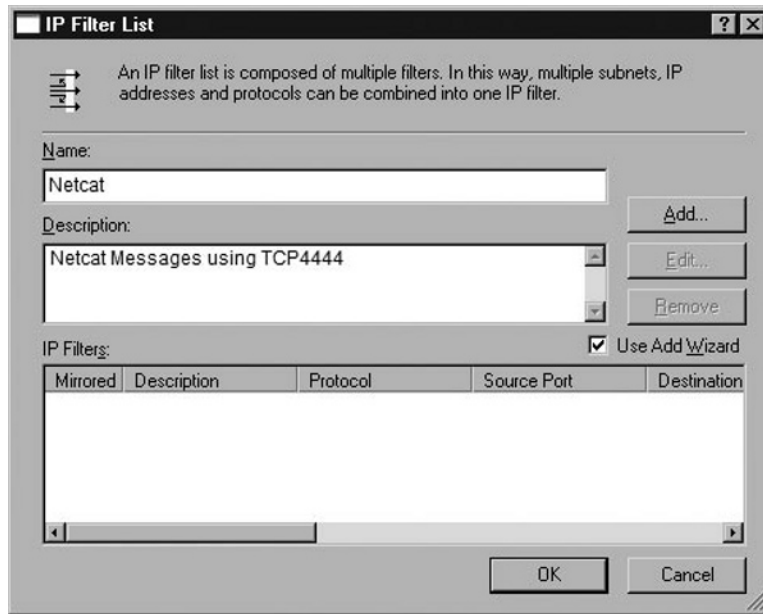 IP Filter List
An IP filter list is composed of multiple filters. In this way, multiple subnets, IP
addresses and protocols can be combined into one IP filter.
Name:
Netcat
Add...
Description:
Netcat Messages using TCP4444
Edit...
Remove
IP Filters:
Use Add Wizard
Mirrored Description Protocol Source Port Destination
OK Cancel